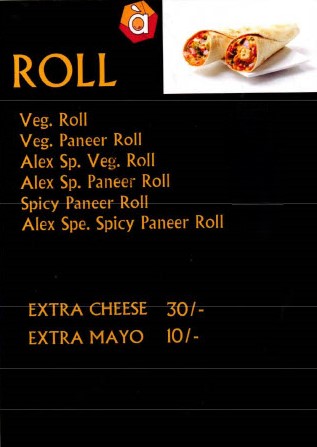 à
ROLL
Veg. Roll
Veg. Paneer Roll
Alex Sp. Veg. Roll
Alex Sp. Paneer Roll
Spicy Paneer Roll
Alex Spe. Spicy Paneer Roll
EXTRA CHEESE 30/-
EXTRA MAYO 10/-